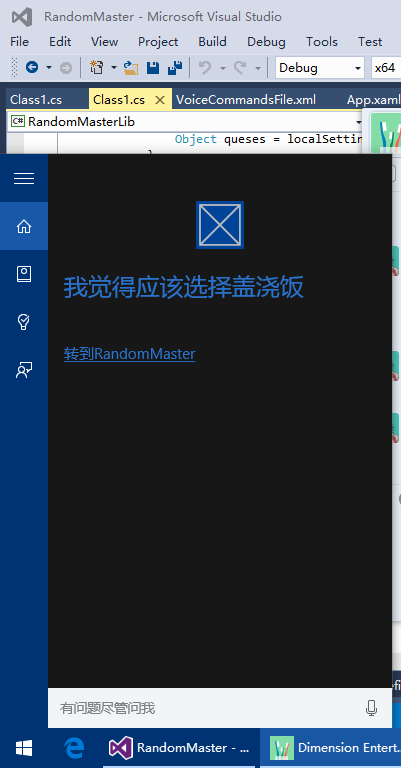 RandomMaster - Microsoft Visual Studio
File Edit View Project Build Debug Tools Test
Debug x64
Class1.cs Class1.cs VoiceCommandsFile.xml App.xaml
C# RandomMasterLib
Object queses = localSettin
}
我觉得应该选择盖浇饭
转到RandomMaster
有问题尽管问我
RandomMaster - ... Dimension Entert...